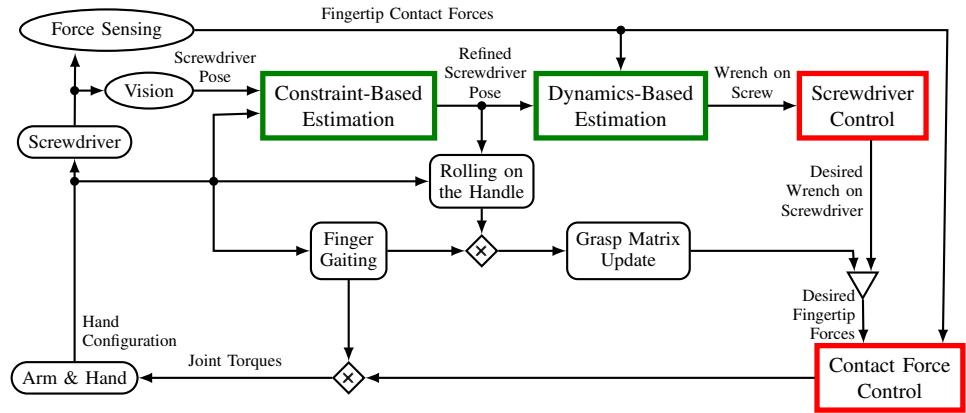 Fingertip Contact Forces
Force Sensing
Screwdriver
Pose
Refined
Screwdriver
Pose
Wrench on
Screw
Vision
Constraint-Based
Estimation
Dynamics-Based
Estimation
Screwdriver
Control
Screwdriver
Rolling on
the Handle
Desired
Wrench on
Screwdriver
Finger
Gaiting
×
Grasp Matrix
Update
Hand
Configuration
Desired
Fingertip
Forces
Joint Torques
Arm & Hand
×
Contact Force
Control